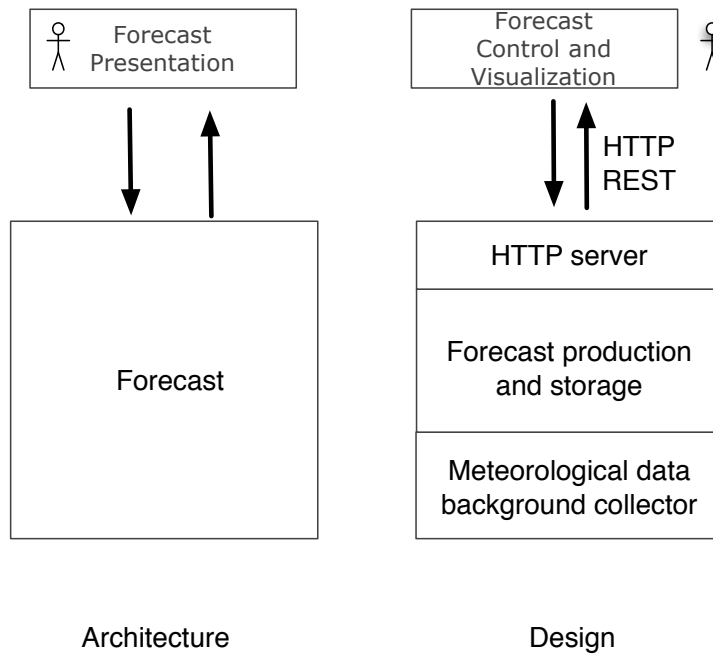 Forecast
Presentation
Forecast
Control and
Visualization
HTTP
REST
Forecast
HTTP server
Forecast production
and storage
Meteorological data
background collector
Architecture
Design